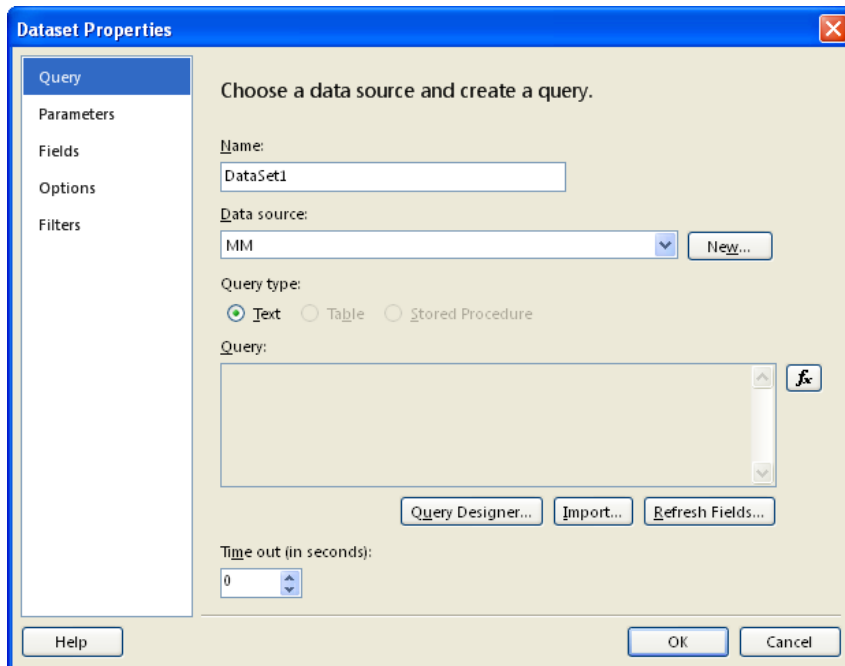 Dataset Properties
Query
Parameters
Fields
Options
Filters
Choose a data source and create a query.
Name:
DataSet1
Data source:
MM
New...
Query type:
Text Table Stored Procedure
Query:
fx
Query Designer... Import... Refresh Fields...
Time out (in seconds):
0
Help OK Cancel